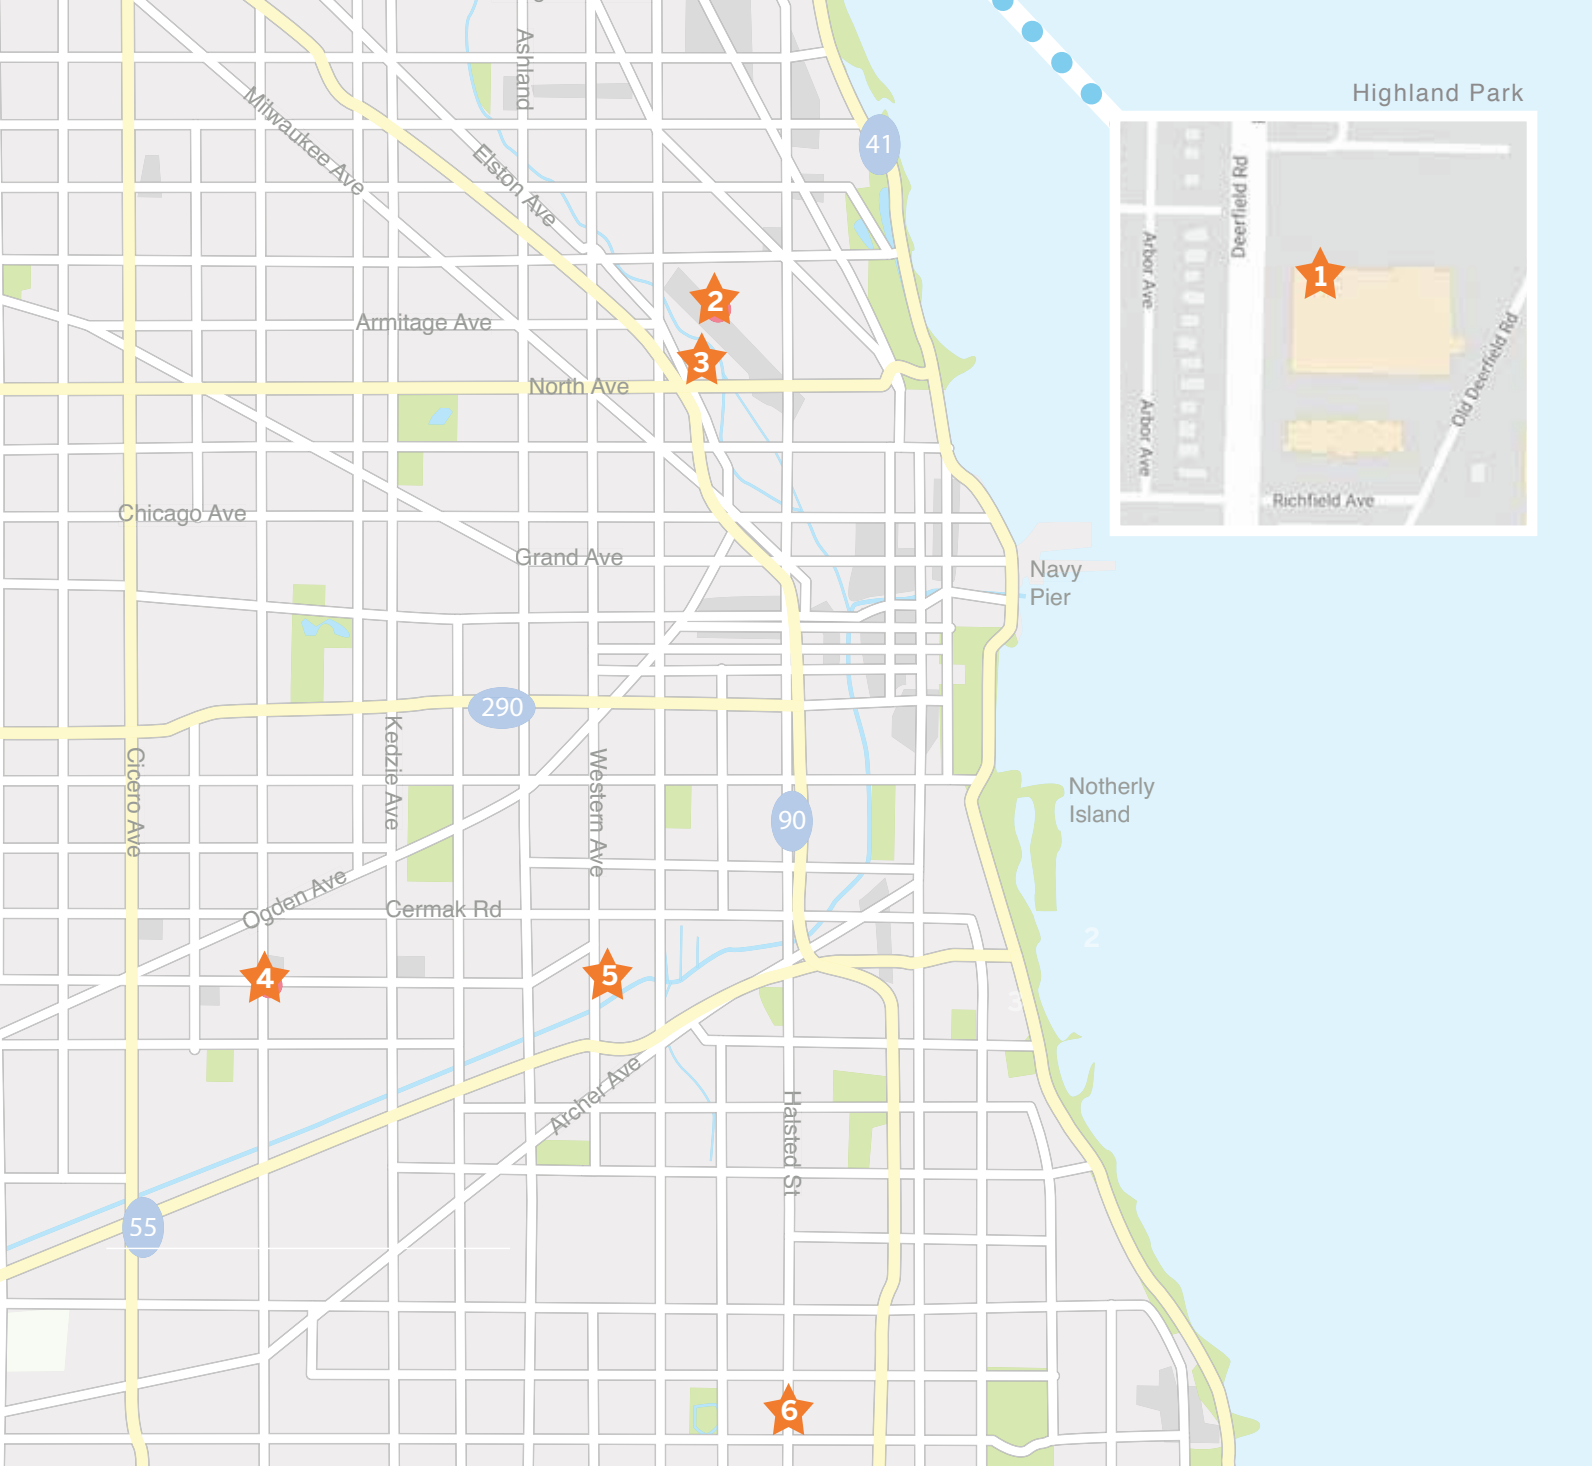 Ashland
Highland Park
41
Milwaukee Ave
Elston Ave
Deerfield Rd
Arbor Ave
1
2
Armitage Ave
3
Old Deerfield Rd
North Ave
Arbor Ave
Richfield Ave
Chicago Ave
Grand Ave
Navy
Pier
290
Kedzie Ave
Cicero Ave
Western Ave
Notherly
Island
90
Ogden Ave
Cermak Rd
2
4
5
3
Archer Ave
Halsted St
55
6